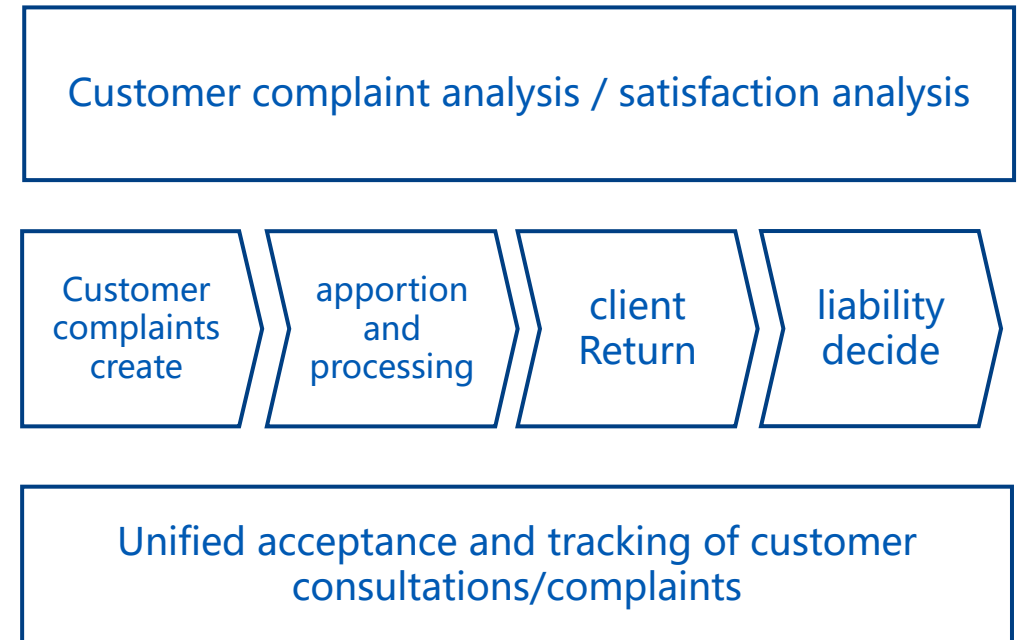 Customer complaint analysis / satisfaction analysis
Customer
complaints
create
apportion
and
processing
client
Return
liability
decide
Unified acceptance and tracking of customer
consultations/complaints